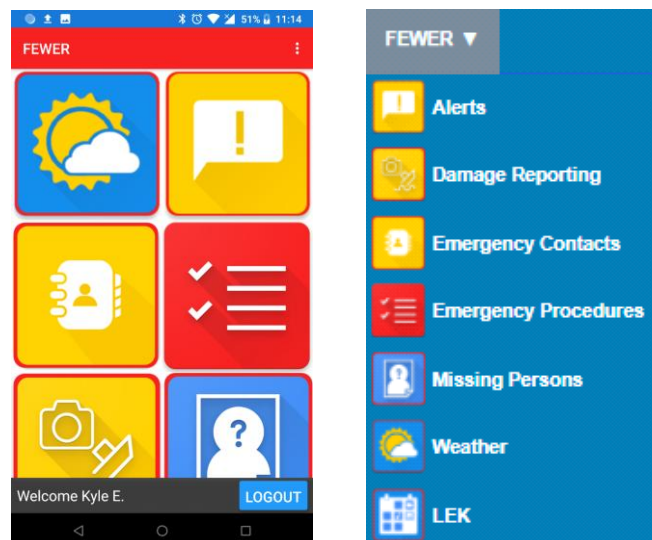 51% 11:14
FEWER
Welcome Kyle E.
LOGOUT
FEWER ▼
Alerts
Damage Reporting
Emergency Contacts
Emergency Procedures
Missing Persons
Weather
LEK